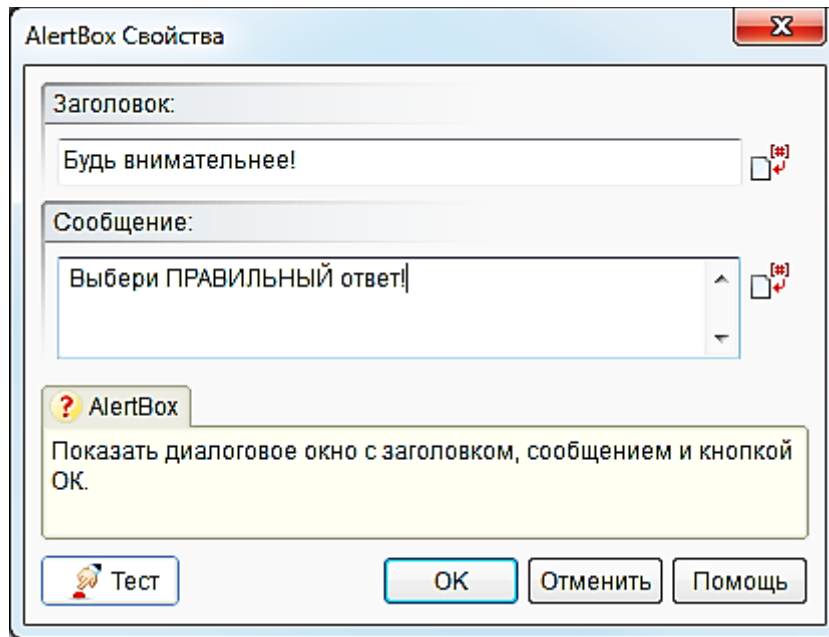 AlertBox Свойства
Заголовок:
Будь внимательнее!
[#]
Сообщение:
Выбери ПРАВИЛЬНЫЙ ответ!
[#]
? AlertBox
Показать диалоговое окно с заголовком, сообщением и кнопкой
ОК.
Тест
OK
Отменить
Помощь